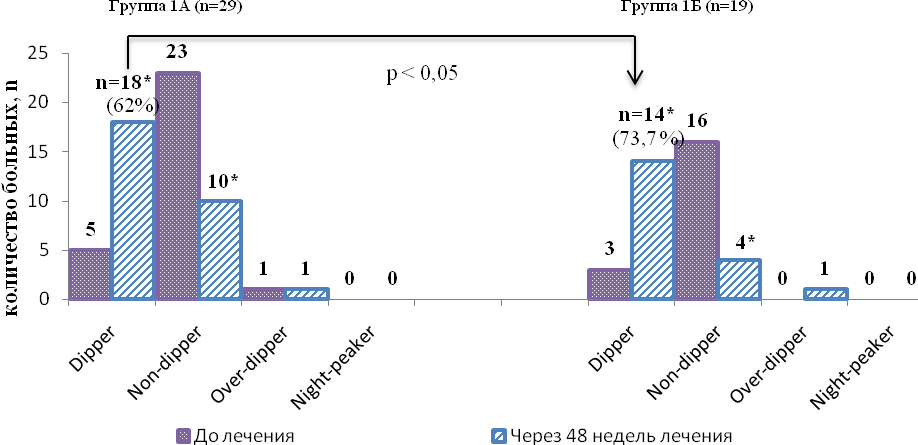 Группа 1А (n=29)
Группа 1Б (n=19)
количество больных, n
25
20
15
10
5
0
5
n=18*
(62%)
23
10*
1
1
0
0
p < 0,05
3
n=14*
(73,7%)
16
4*
0
1
0
0
Dipper
Non-dipper
Over-dipper
Night-peaker
Dipper
Non-dipper
Over-dipper
Night-peaker
До лечения
Через 48 недель лечения